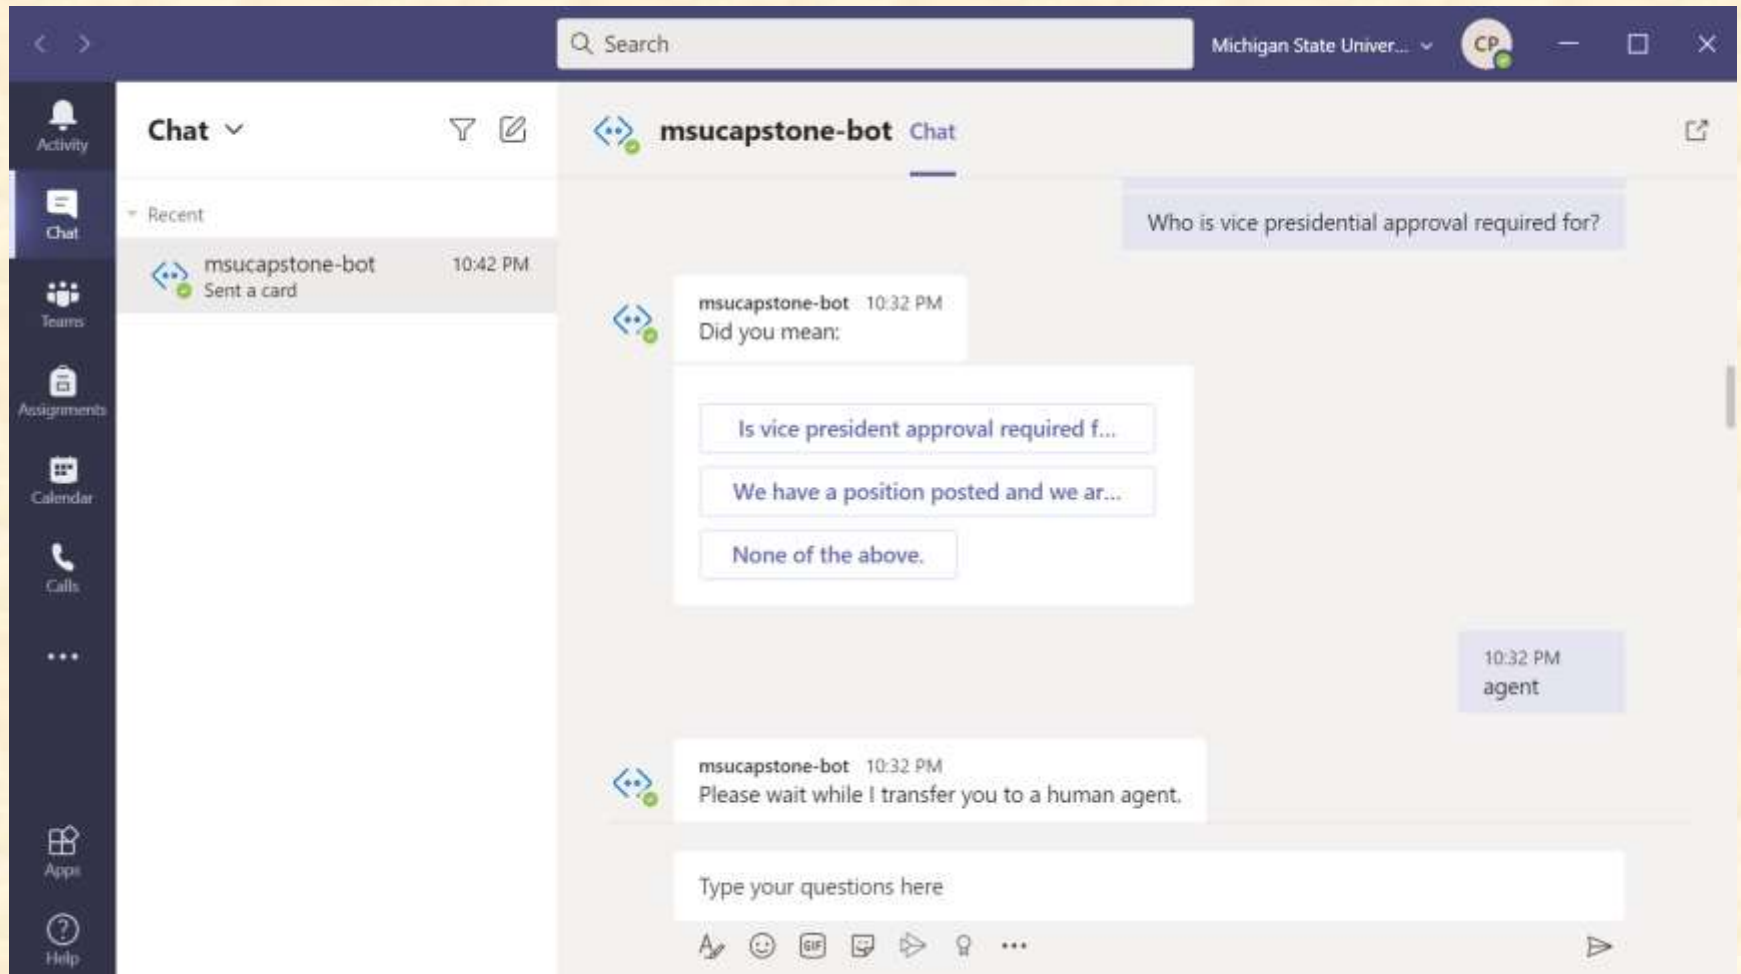 Search
Michigan State Univer...
CP
Activity
Chat
Teams
Assignments
Calendar
Calls
Apps
Help
Chat
Recent
msucapstone-bot 10:42 PM
Sent a card
msucapstone-bot Chat
Who is vice presidential approval required for?
msucapstone-bot 10:32 PM
Did you mean:
Is vice president approval required f...
We have a position posted and we ar...
None of the above.
10:32 PM
agent
msucapstone-bot 10:32 PM
Please wait while I transfer you to a human agent.
Type your questions here
GIF